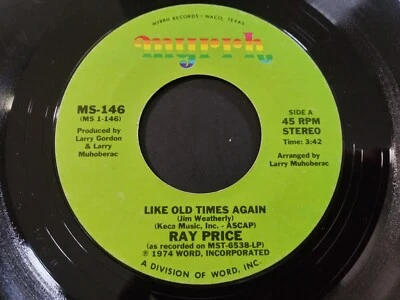 MYRRH RECORDS - WACO, TEXAS
myrrh
MS-146
(MS 1-146)
Produced by
Larry Gordon
& Larry
Muhoberac
SIDE A
45 RPM
STEREO
Time: 3:42
Arranged by
Larry Muhoberac
LIKE OLD TIMES AGAIN
(Jim Weatherly)
(Keca Music, Inc. - ASCAP)
RAY PRICE
(as recorded on
MST-6538-LP)
℗ 1974 WORD, INCORPORATED
A DIVISION OF WORD, INC.